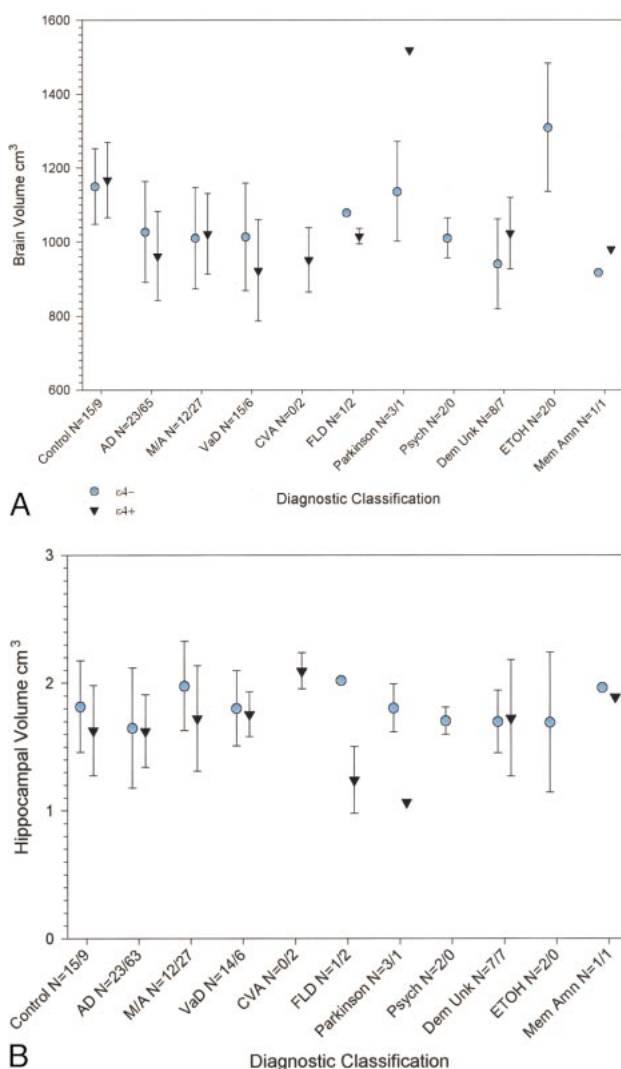 1600
1400
1200
1000
800
600
Brain Volume cm³
Control N=15/9
AD N=23/65
M/A N=12/27
VaD N=15/6
CVA N=0/2
FLD N=1/2
Parkinson N=3/1
Psych N=2/0
Dem Unk N=8/7
ETOH N=2/0
Mem Amn N=1/1
A
ε4−
ε4+
Diagnostic Classification
3
2
1
0
Hippocampal Volume cm³
Control N=15/9
AD N=23/63
M/A N=12/27
VaD N=14/6
CVA N=0/2
FLD N=1/2
Parkinson N=3/1
Psych N=2/0
Dem Unk N=7/7
ETOH N=2/0
Mem Amn N=1/1
B
Diagnostic Classification